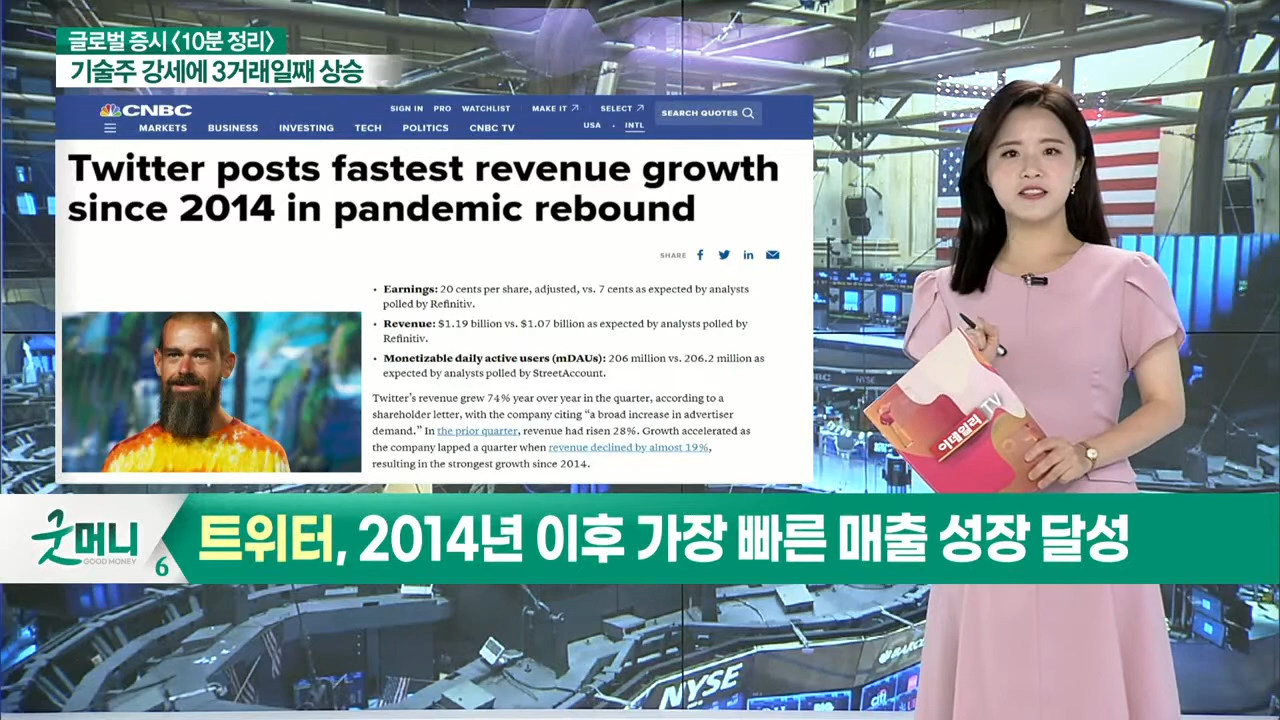 글로벌 증시 <10분 정리>
기술주 강세에 3거래일째 상승
CNBC
SIGN IN PRO WATCHLIST MAKE IT SELECT SEARCH QUOTES
MARKETS BUSINESS INVESTING TECH POLITICS CNBC TV USA · INTL
Twitter posts fastest revenue growth
since 2014 in pandemic rebound
SHARE
• Earnings: 20 cents per share, adjusted, vs. 7 cents as expected by analysts
polled by Refinitiv.
• Revenue: $1.19 billion vs. $1.07 billion as expected by analysts polled by
Refinitiv.
• Monetizable daily active users (mDAUs): 206 million vs. 206.2 million as
expected by analysts polled by StreetAccount.
Twitter's revenue grew 74% year over year in the quarter, according to a
shareholder letter, with the company citing “a broad increase in advertiser
demand.” In the prior quarter, revenue had risen 28%. Growth accelerated as
the company lapped a quarter when revenue declined by almost 19%,
resulting in the strongest growth since 2014.
이데일리 TV
굿머니
GOOD MONEY
6
트위터, 2014년 이후 가장 빠른 매출 성장 달성
NYSE
NYSE
citi